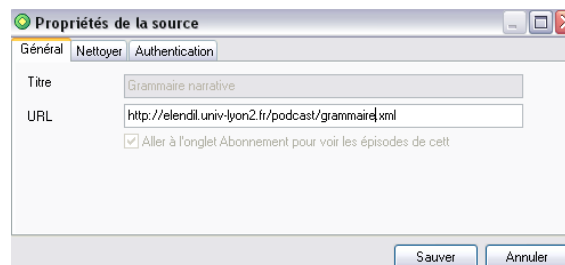 Propriétés de la source
Général Nettoyer Authentication
Titre Grammaire narrative
URL http://elendil.univ-lyon2.fr/podcast/grammaire.xml
Aller à l'onglet Abonnement pour voir les épisodes de cett
Sauver Annuler